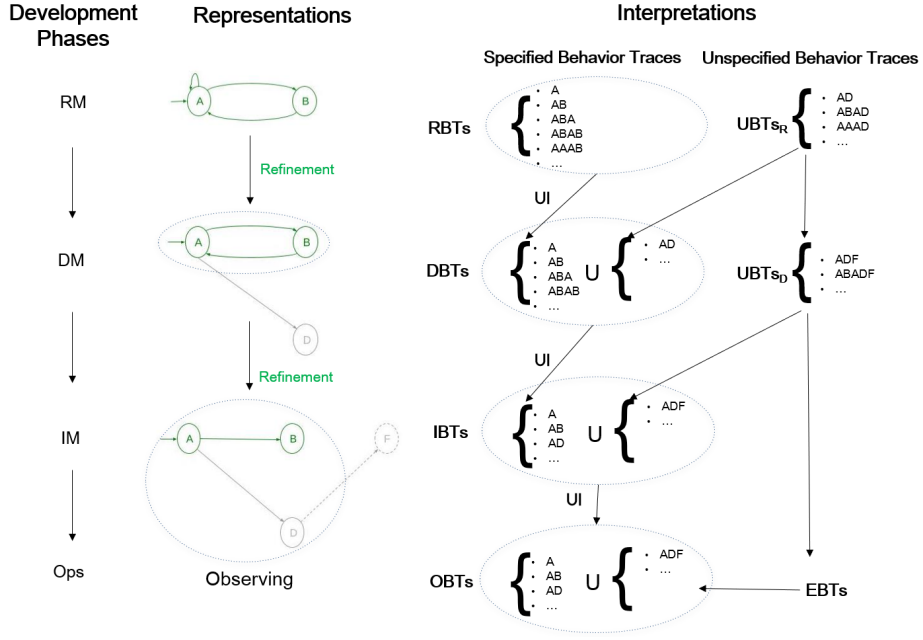 Development
Phases
Representations
Interpretations
Specified Behavior Traces
Unspecified Behavior Traces
RM
A
B
RBTs
{
• A
• AB
• ABA
• ABAB
• AAAB
• ...
UBTsR
{
• AD
• ABAD
• AAAD
• ...
Refinement
UI
DM
A
B
D
DBTs
{
• A
• AB
• ABA
• ABAB
• ...
U
{
• AD
• ...
UBTsD
{
• ADF
• ABADF
• ...
Refinement
UI
IM
A
B
F
D
IBTs
{
• A
• AB
• AD
• ...
U
{
• ADF
• ...
UI
Ops
Observing
OBTs
{
• A
• AB
• AD
• ...
U
{
• ADF
• ...
EBTs